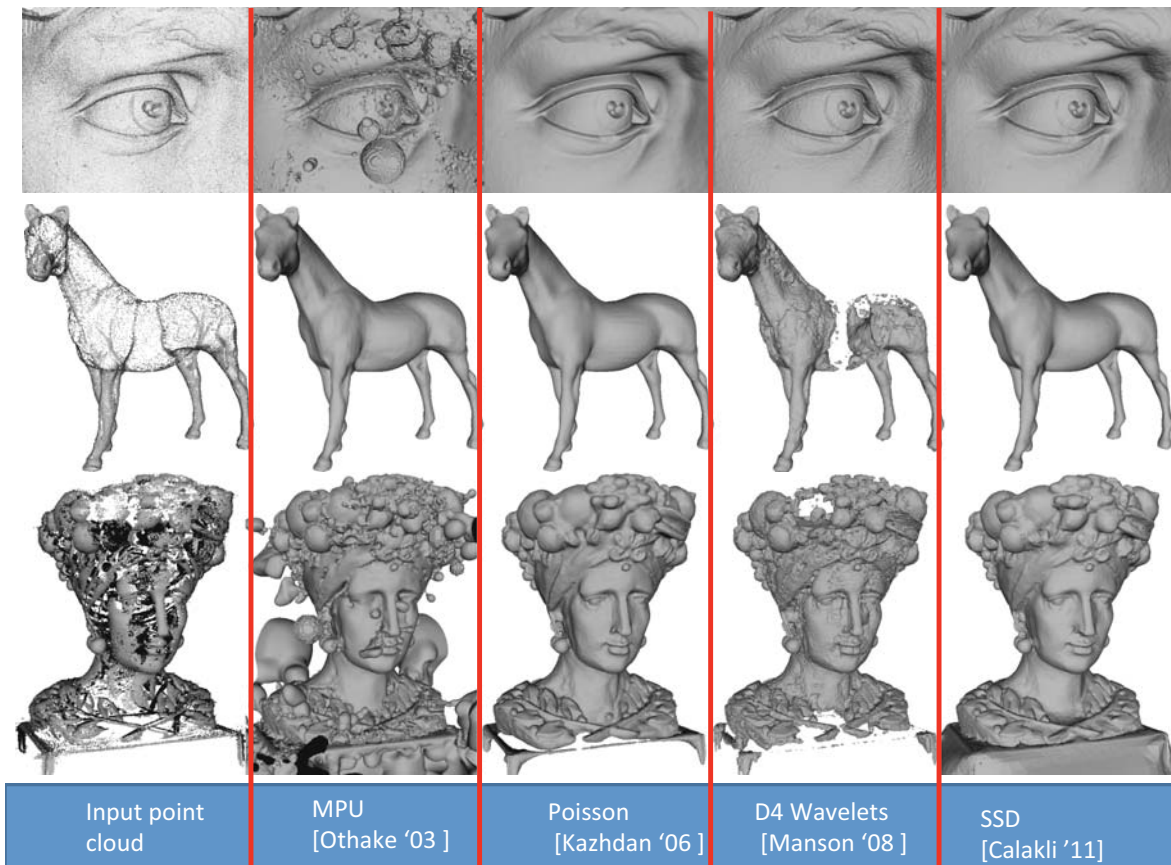 Input point
cloud
MPU
[Othake ‘03 ]
Poisson
[Kazhdan ‘06 ]
D4 Wavelets
[Manson ‘08 ]
SSD
[Calakli ’11]